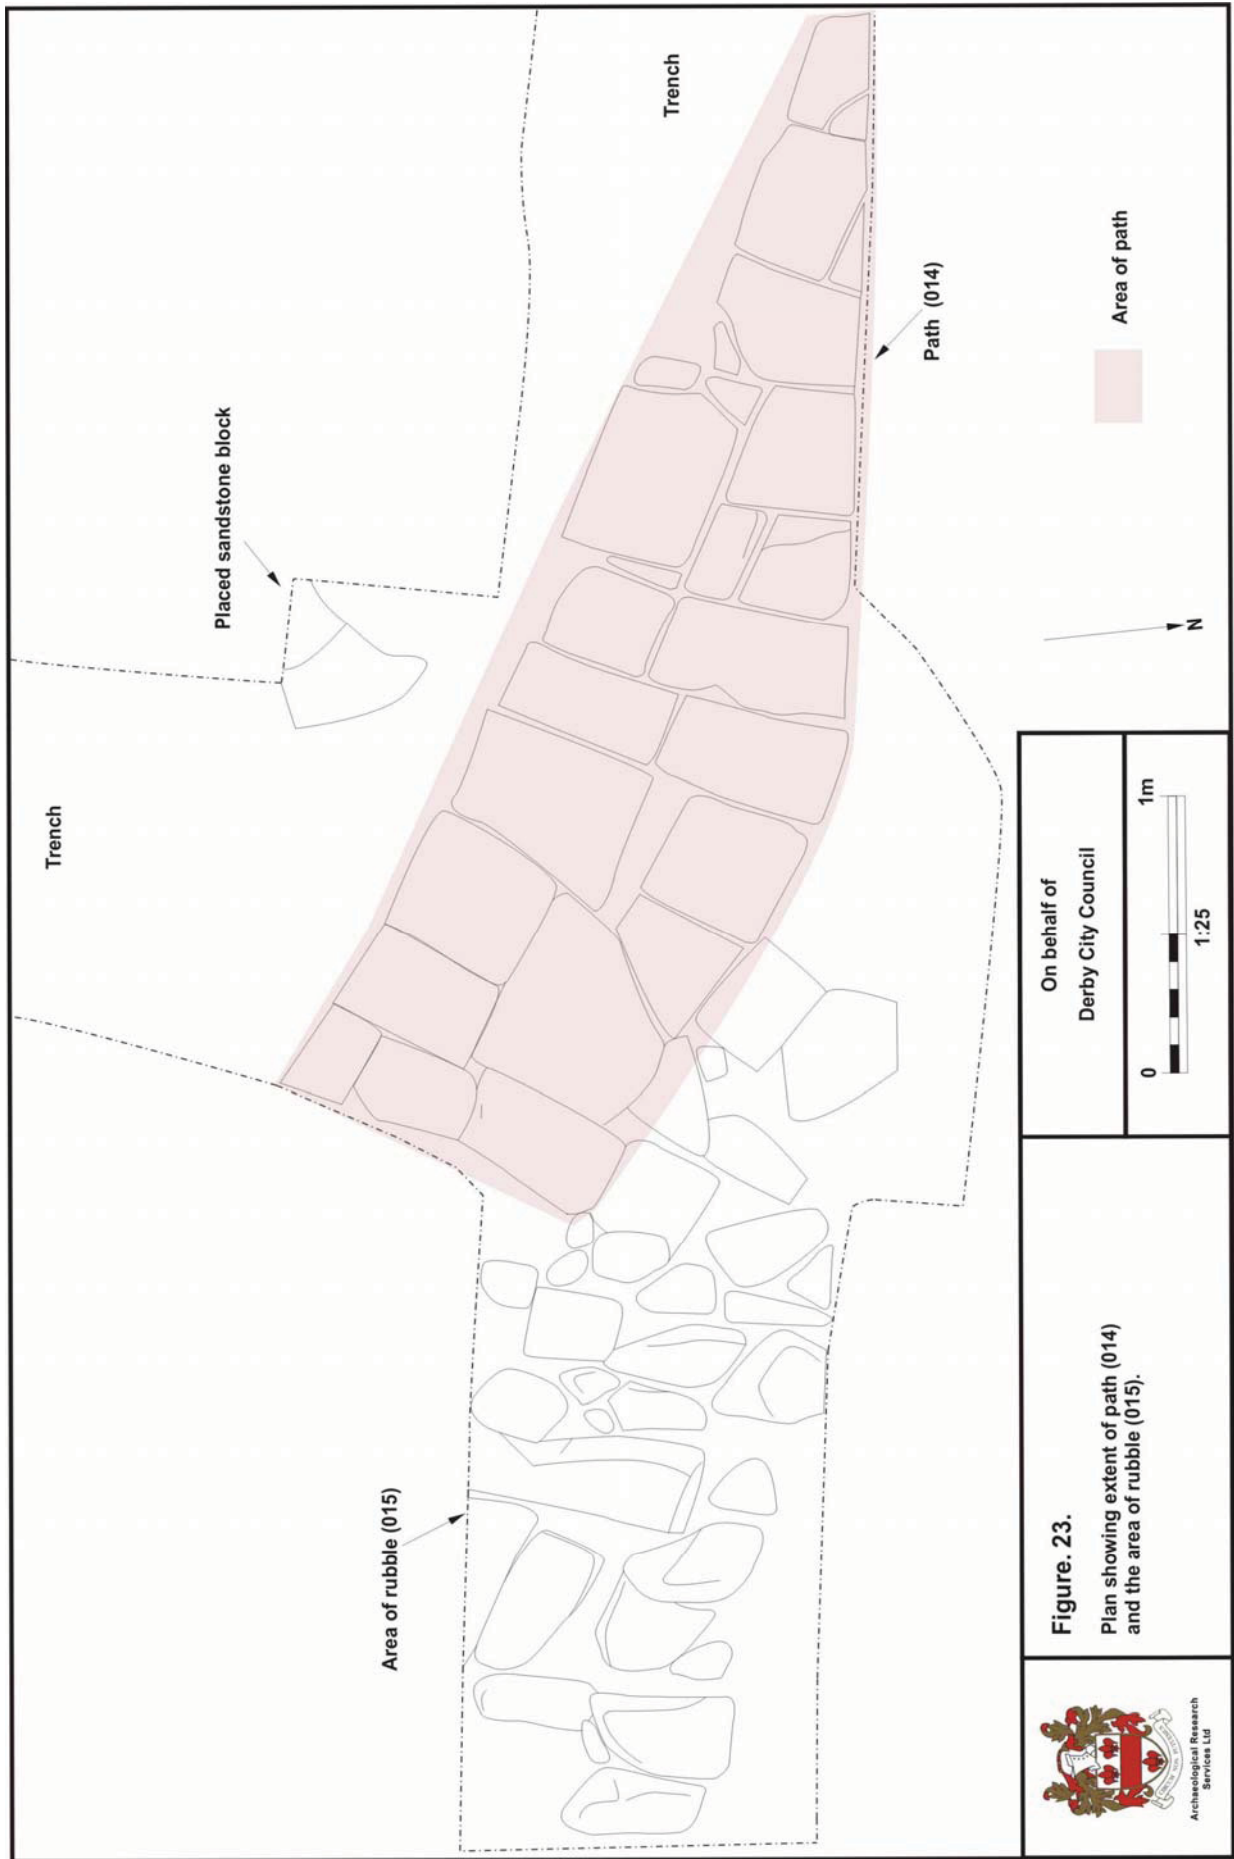 Trench
Placed sandstone block
Trench
Area of rubble (015)
Path (014)
Area of path
N
Figure. 23.
Plan showing extent of path (014)
and the area of rubble (015).
On behalf of
Derby City Council
0
1m
1:25
Archaeological Research
Services Ltd